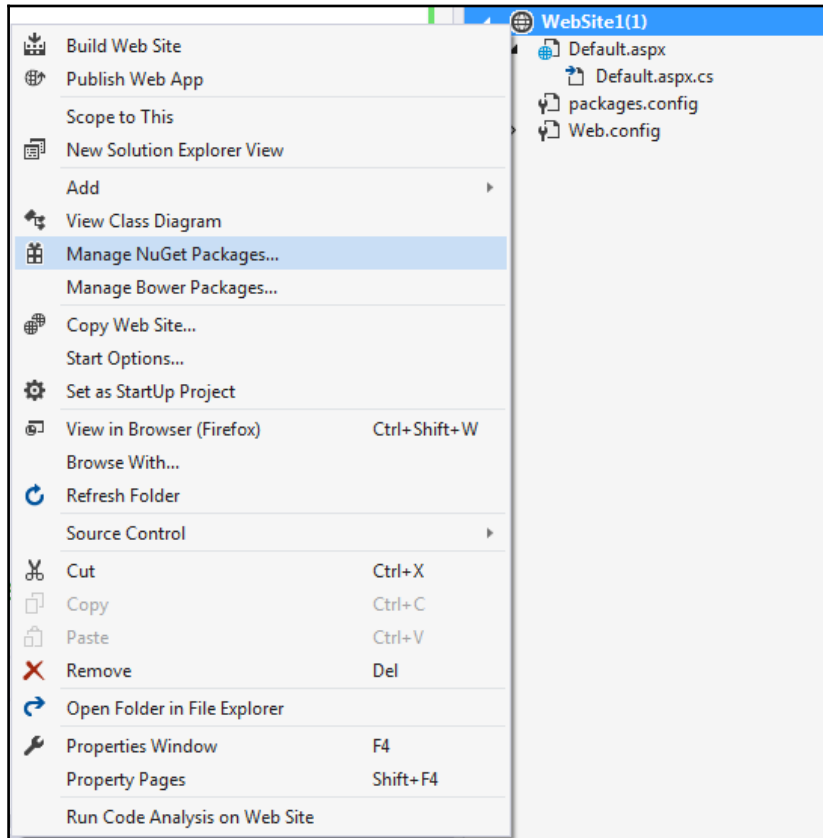 Build Web Site
Publish Web App
Scope to This
New Solution Explorer View
Add
View Class Diagram
Manage NuGet Packages...
Manage Bower Packages...
Copy Web Site...
Start Options...
Set as StartUp Project
View in Browser (Firefox) Ctrl+Shift+W
Browse With...
Refresh Folder
Source Control
Cut Ctrl+X
Copy Ctrl+C
Paste Ctrl+V
Remove Del
Open Folder in File Explorer
Properties Window F4
Property Pages Shift+F4
Run Code Analysis on Web Site
WebSite1(1)
Default.aspx
Default.aspx.cs
packages.config
Web.config